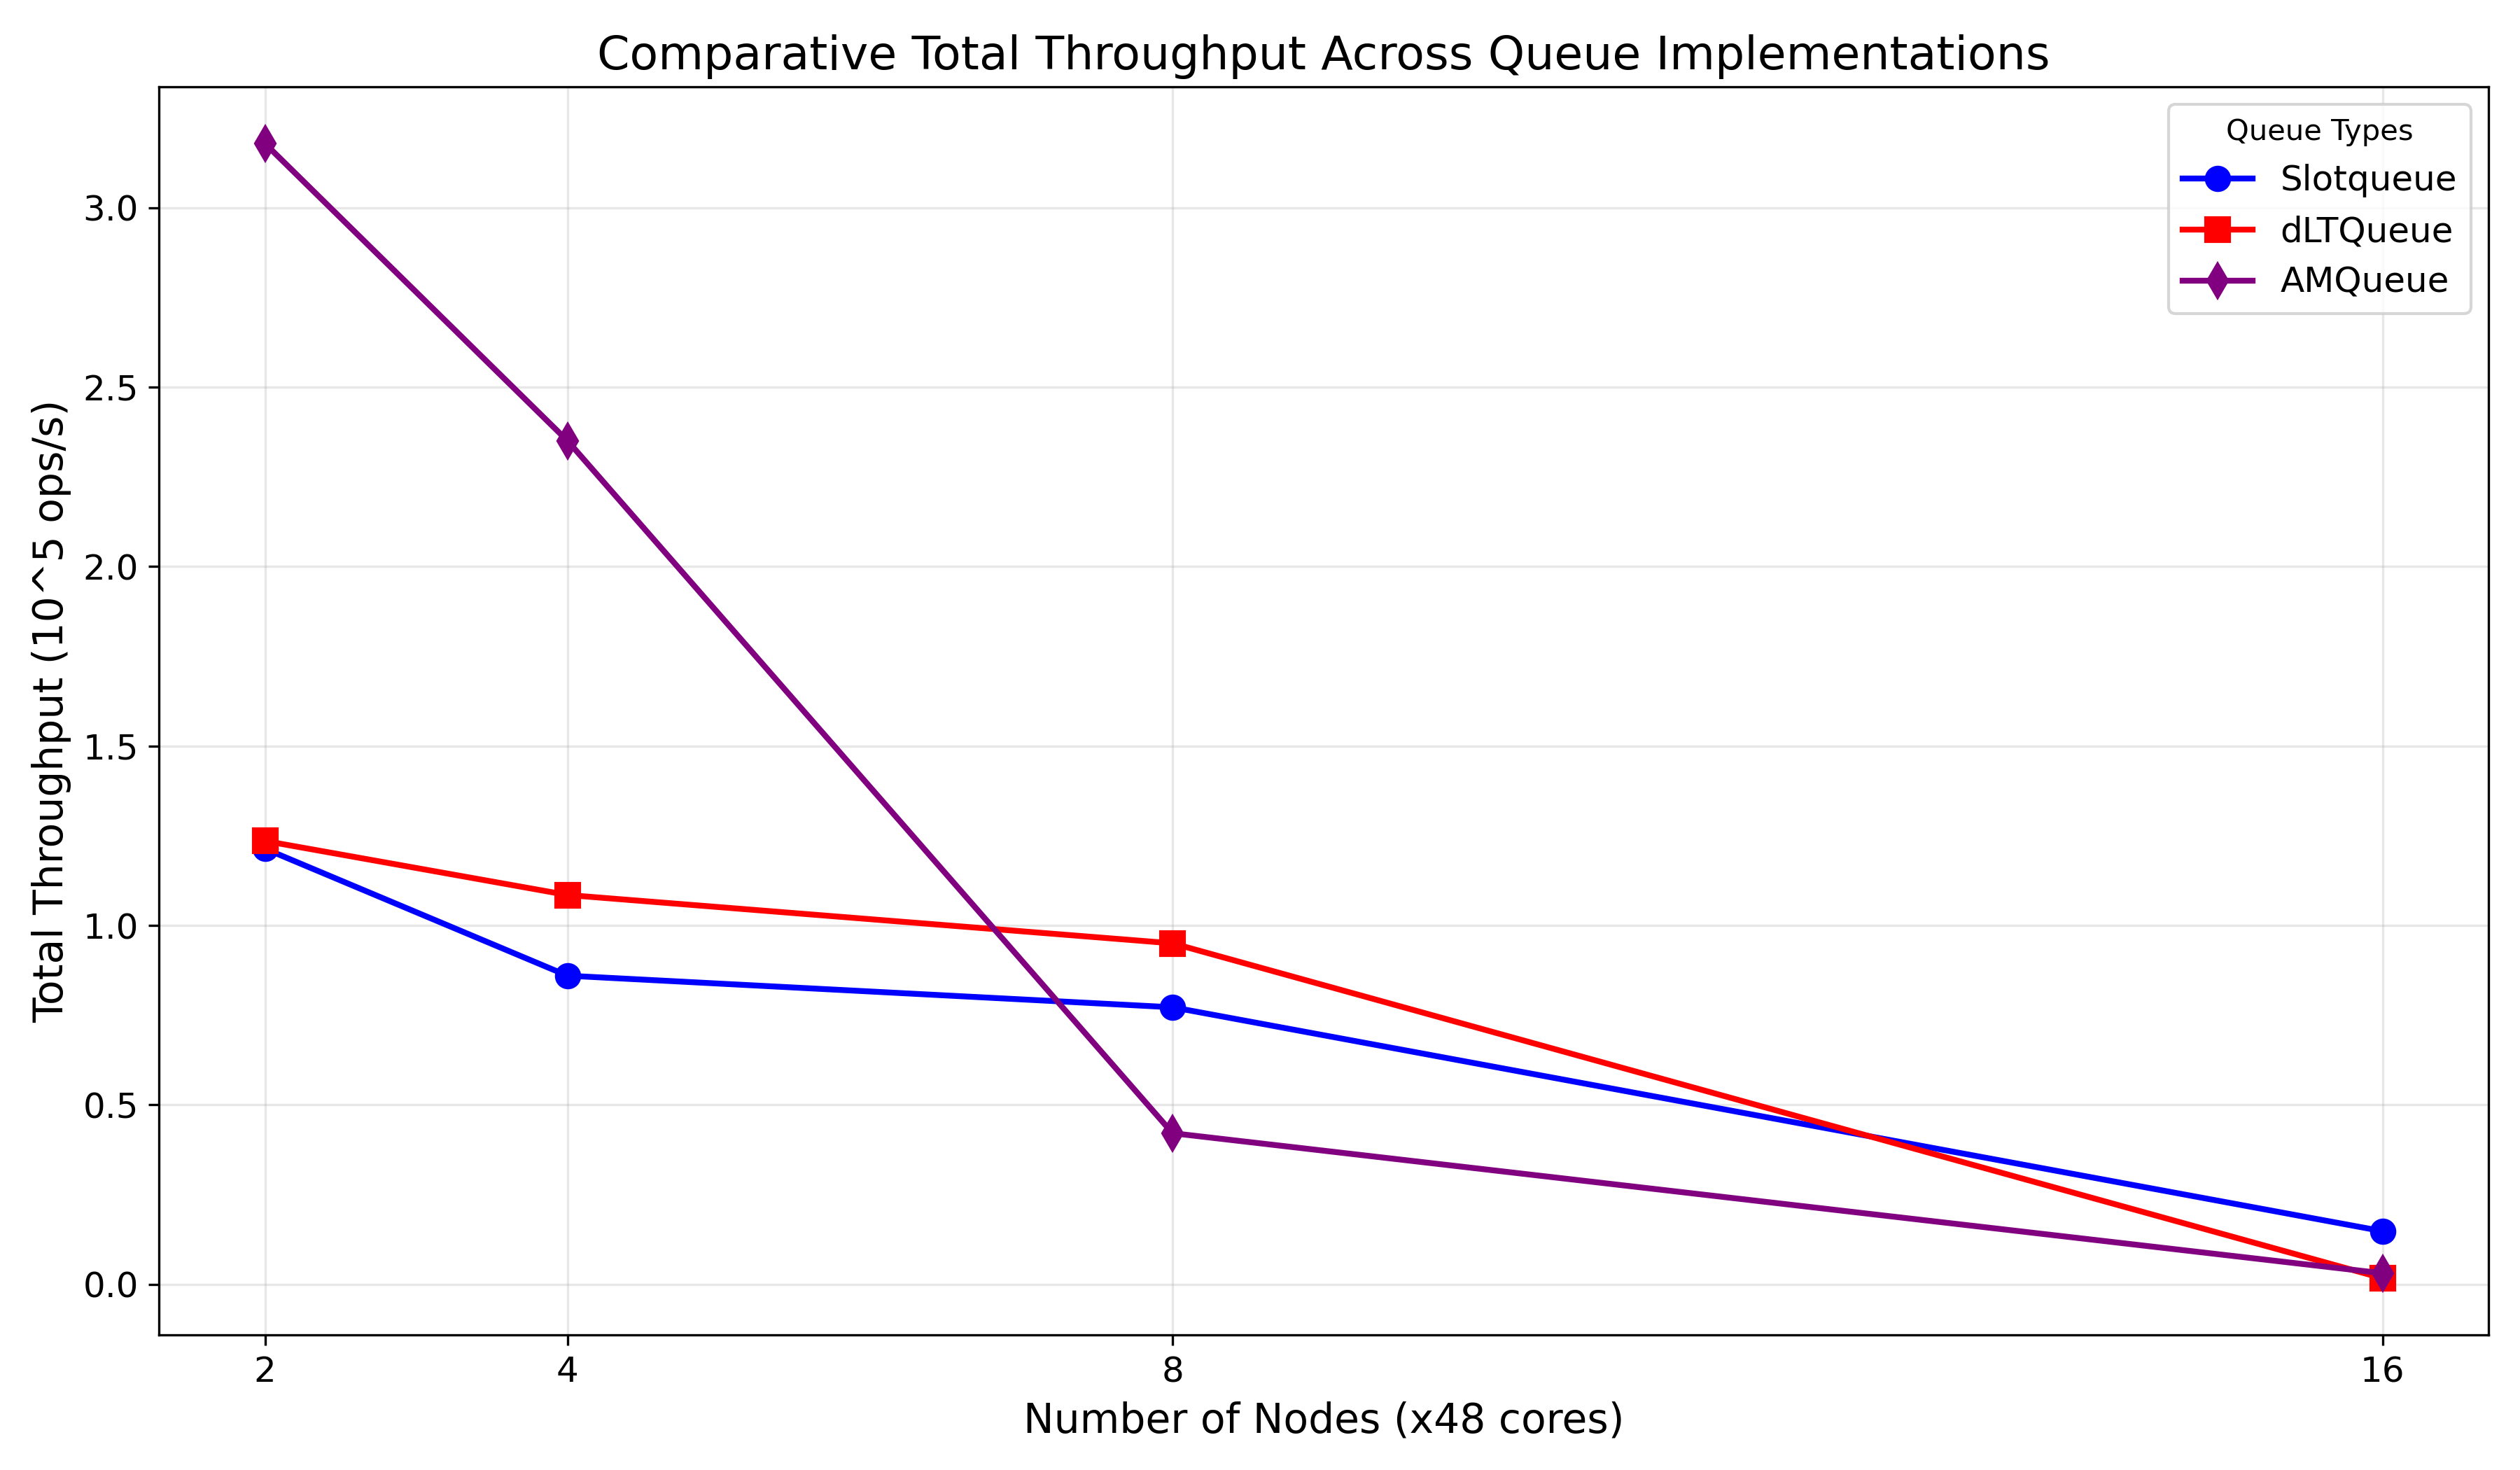 Comparative Total Throughput Across Queue Implementations
Total Throughput (10^5 ops/s)
3.0
2.5
2.0
1.5
1.0
0.5
0.0
Queue Types
Slotqueue
dLTQueue
AMQueue
2 4 8 16
Number of Nodes (x48 cores)